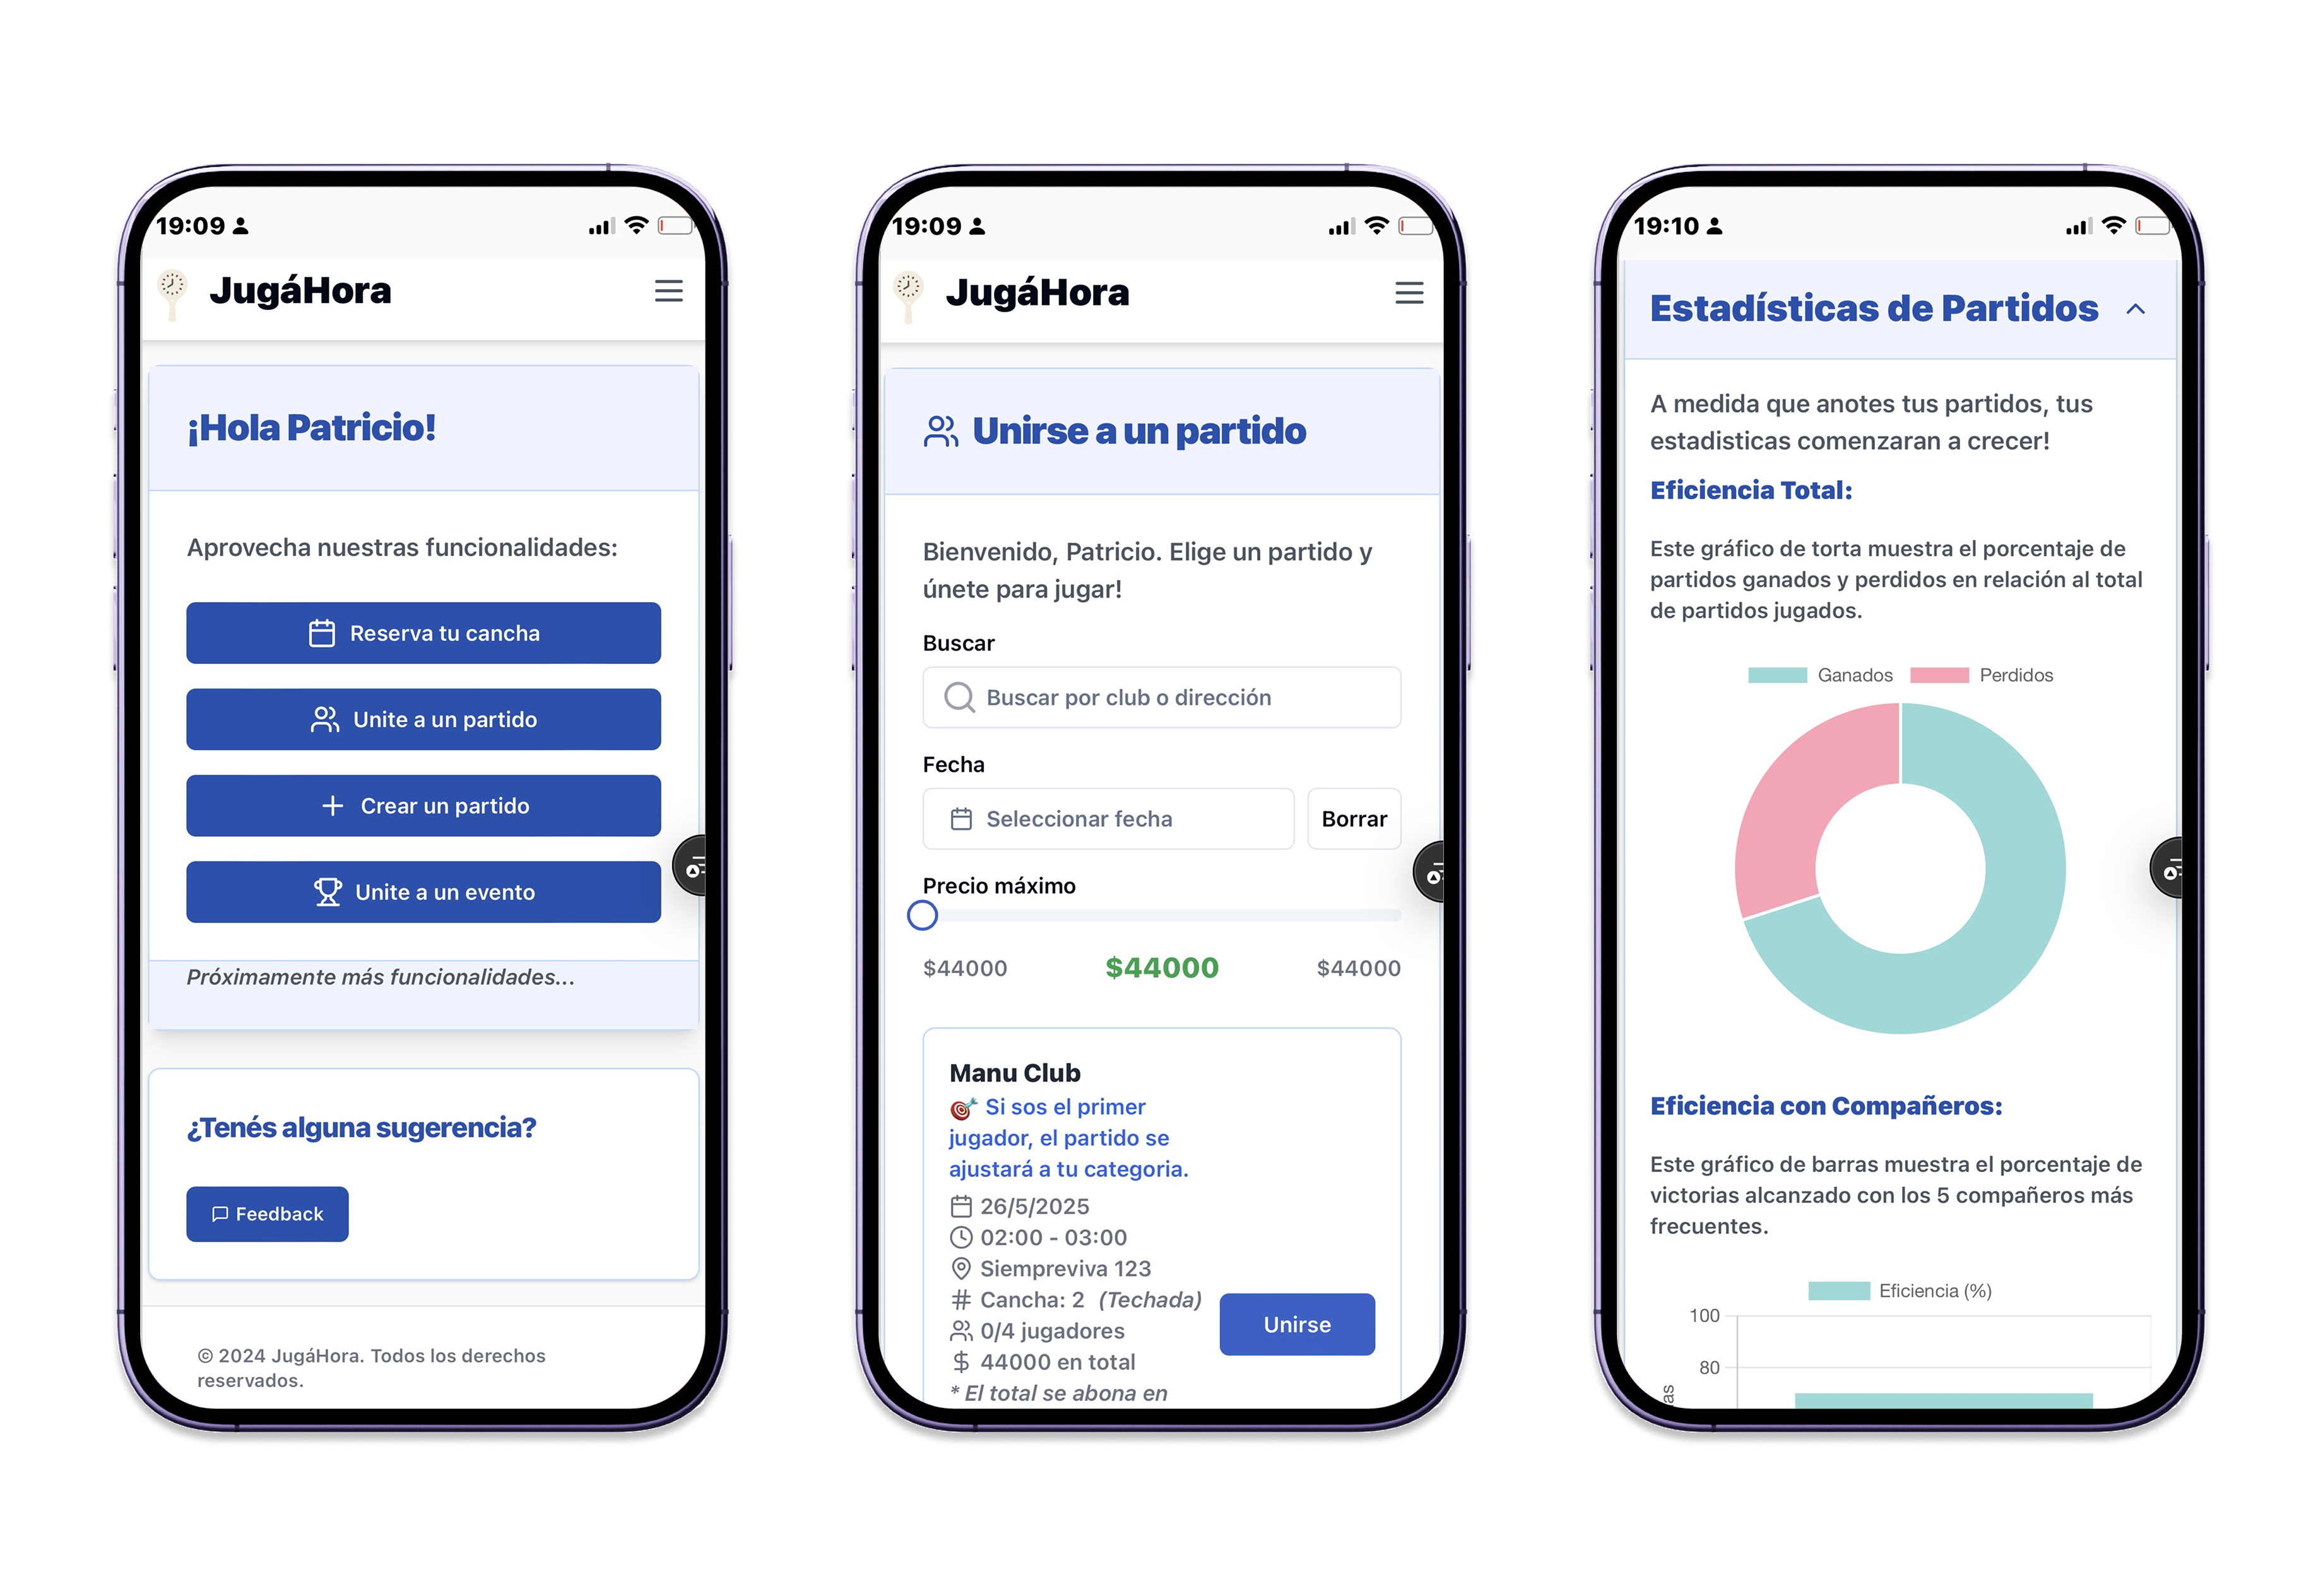 19:09
JugáHora
¡Hola Patricio!
Aprovecha nuestras funcionalidades:
Reserva tu cancha
Unite a un partido
Crear un partido
Unite a un evento
Próximamente más funcionalidades...
¿Tenés alguna sugerencia?
Feedback
© 2024 JugáHora. Todos los derechos
reservados.
19:09
JugáHora
Unirse a un partido
Bienvenido, Patricio. Elige un partido y
únete para jugar!
Buscar
Buscar por club o dirección
Fecha
Seleccionar fecha
Borrar
Precio máximo
$44000 $44000 $44000
Manu Club
Si sos el primer
jugador, el partido se
ajustará a tu categoria.
26/5/2025
02:00 - 03:00
Siempreviva 123
# Cancha: 2 (Techada)
0/4 jugadores
Unirse
$ 44000 en total
* El total se abona en
19:10
Estadísticas de Partidos
A medida que anotes tus partidos, tus
estadisticas comenzaran a crecer!
Eficiencia Total:
Este gráfico de torta muestra el porcentaje de
partidos ganados y perdidos en relación al total
de partidos jugados.
Ganados Perdidos
Eficiencia con Compañeros:
Este gráfico de barras muestra el porcentaje de
victorias alcanzado con los 5 compañeros más
frecuentes.
Eficiencia (%)
100
80